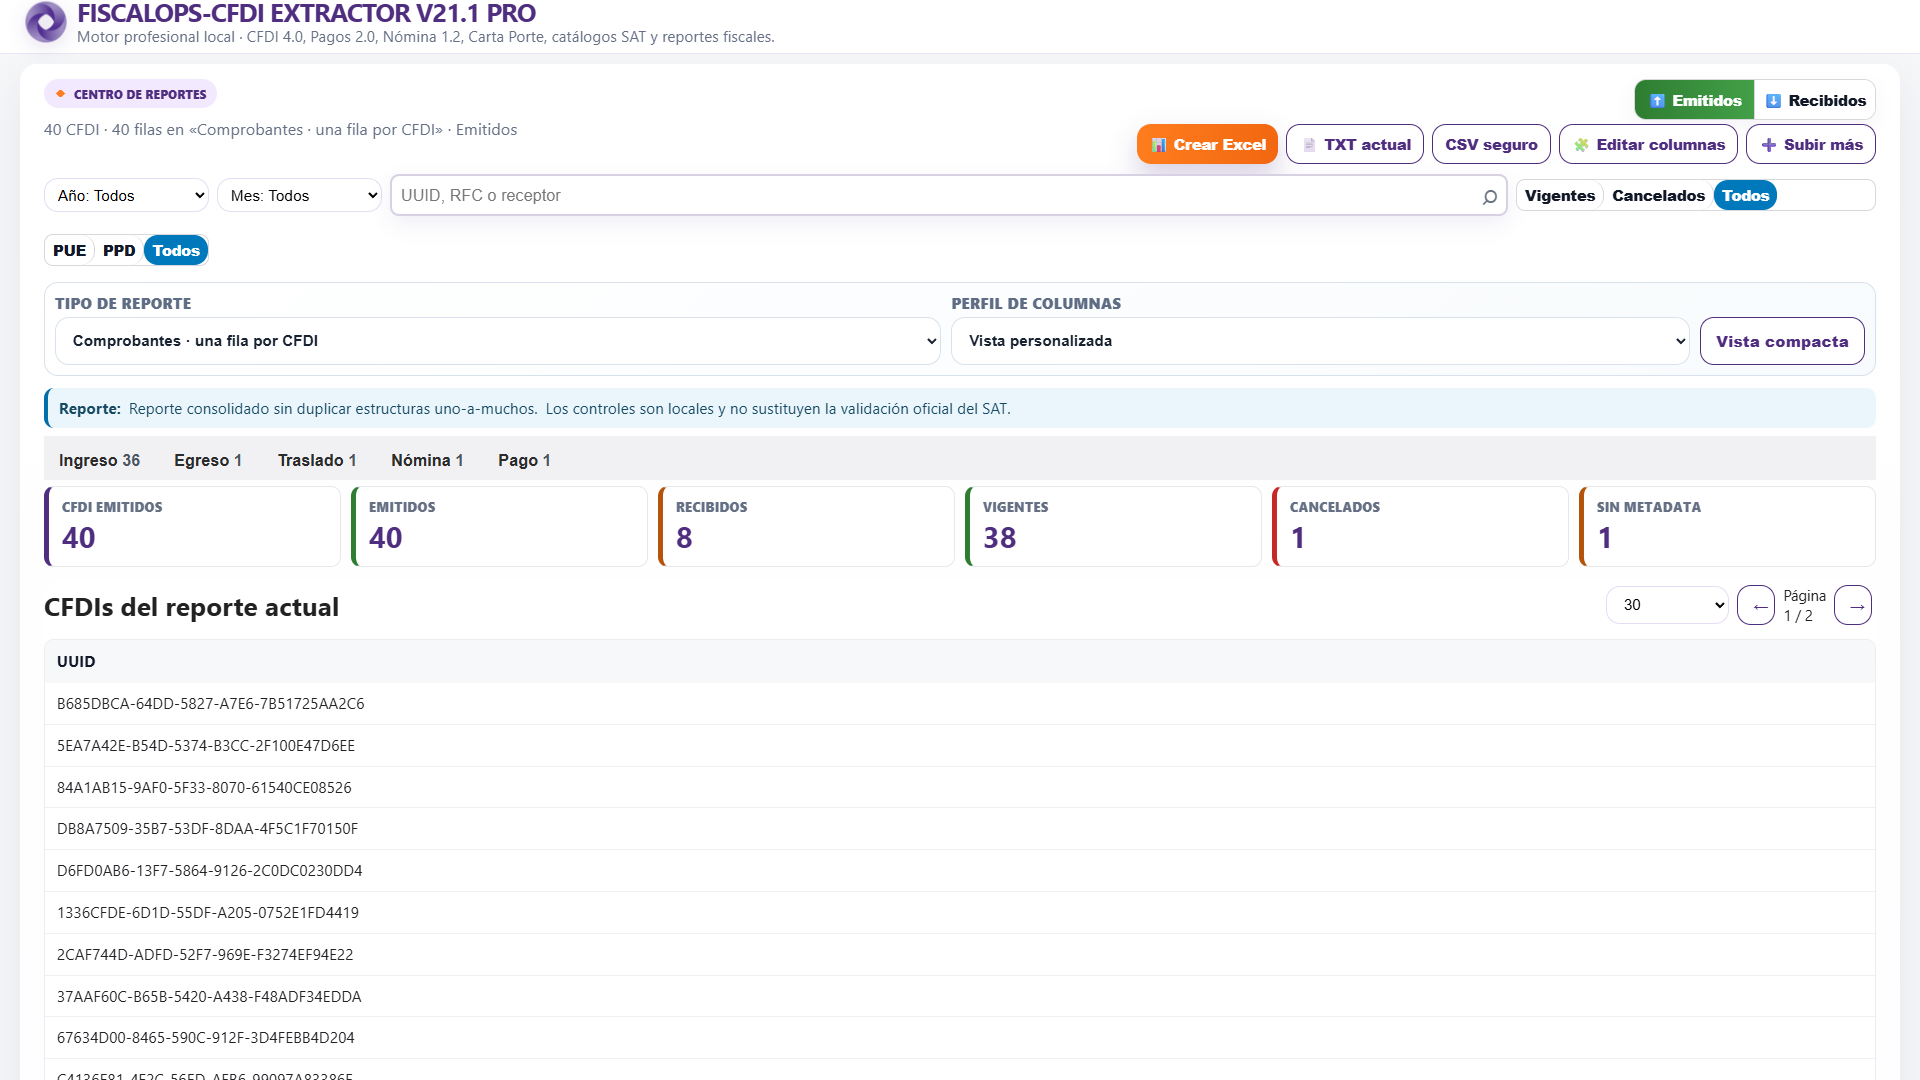 FISCALOPS-CFDI EXTRACTOR V21.1 PRO
Motor profesional local · CFDI 4.0, Pagos 2.0, Nómina 1.2, Carta Porte, catálogos SAT y reportes fiscales.
CENTRO DE REPORTES
Emitidos
Recibidos
40 CFDI · 40 filas en «Comprobantes · una fila por CFDI» · Emitidos
Crear Excel
TXT actual
CSV seguro
Editar columnas
Subir más
Año: Todos
Mes: Todos
UUID, RFC o receptor
Vigentes
Cancelados
Todos
PUE
PPD
Todos
TIPO DE REPORTE
PERFIL DE COLUMNAS
Comprobantes · una fila por CFDI
Vista personalizada
Vista compacta
Reporte: Reporte consolidado sin duplicar estructuras uno-a-muchos. Los controles son locales y no sustituyen la validación oficial del SAT.
Ingreso 36
Egreso 1
Traslado 1
Nómina 1
Pago 1
CFDI EMITIDOS
40
EMITIDOS
40
RECIBIDOS
8
VIGENTES
38
CANCELADOS
1
SIN METADATA
1
CFDIs del reporte actual
30
←
Página
1 / 2
→
UUID
B685DBCA-64DD-5827-A7E6-7B51725AA2C6
5EA7A42E-B54D-5374-B3CC-2F100E47D6EE
84A1AB15-9AF0-5F33-8070-61540CE08526
DB8A7509-35B7-53DF-8DAA-4F5C1F70150F
D6FD0AB6-13F7-5864-9126-2C0DC0230DD4
1336CFDE-6D1D-55DF-A205-0752E1FD4419
2CAF744D-ADFD-52F7-969E-F3274EF94E22
37AAF60C-B65B-5420-A438-F48ADF34EDDA
67634D00-8465-590C-912F-3D4FEBB4D204